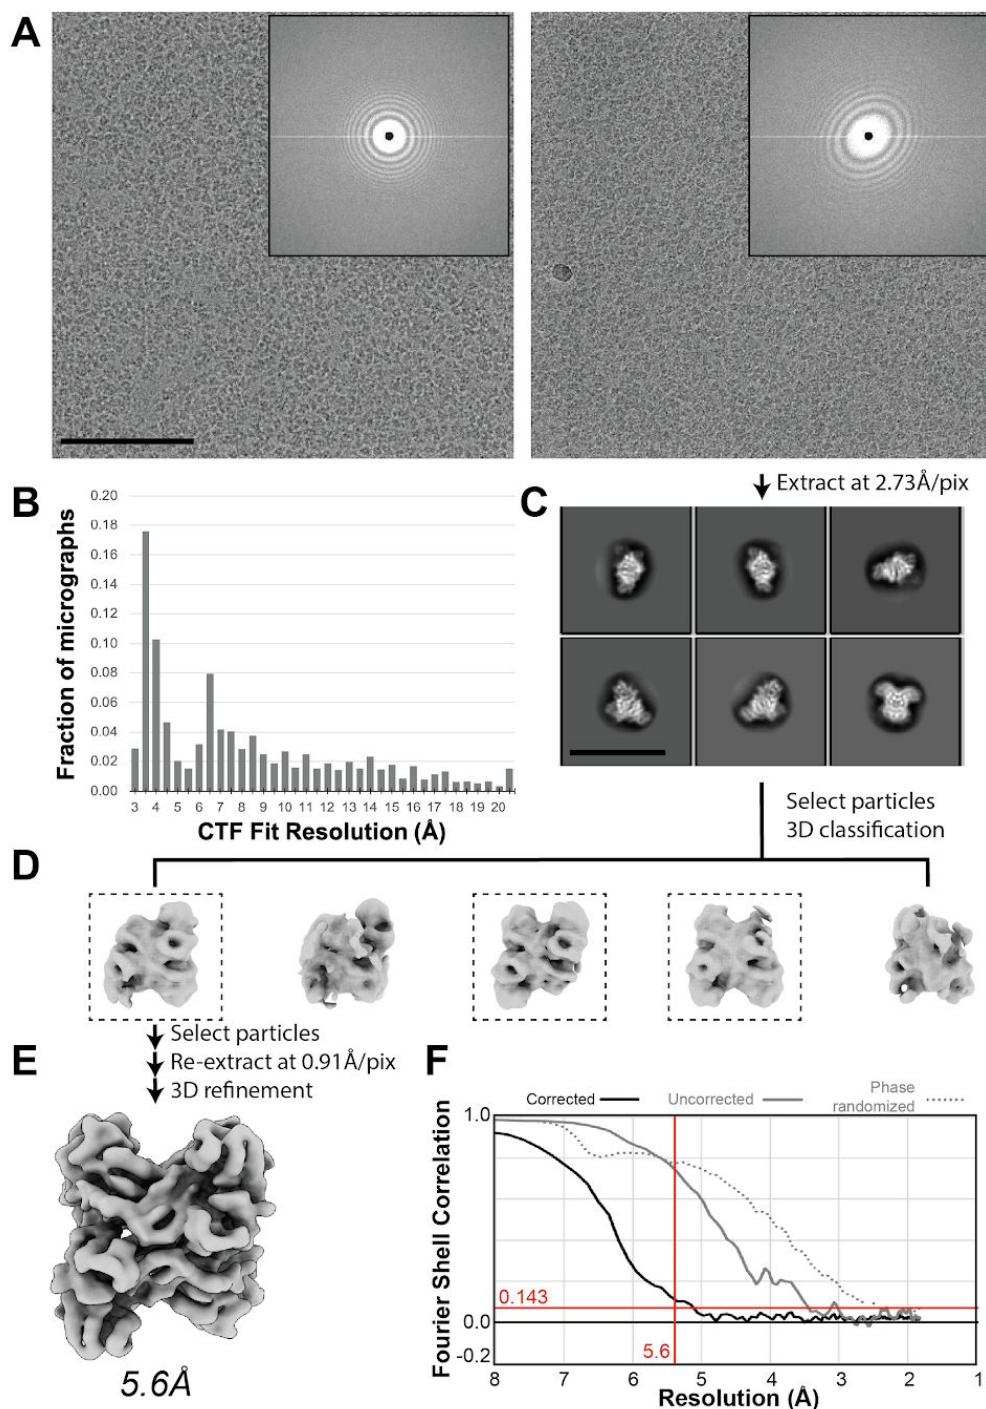 A
B
Fraction of micrographs
0.20
0.18
0.16
0.14
0.12
0.10
0.08
0.06
0.04
0.02
0.00
3 4 5 6 7 8 9 10 11 12 13 14 15 16 17 18 19 20
CTF Fit Resolution (Å)
Extract at 2.73Å/pix
C
Select particles
3D classification
D
Select particles
Re-extract at 0.91Å/pix
3D refinement
E
5.6Å
F
Corrected
Uncorrected
Phase
randomized
Fourier Shell Correlation
1.0
0.143
0.0
-0.2
5.6
8 7 6 5 4 3 2 1
Resolution (Å)